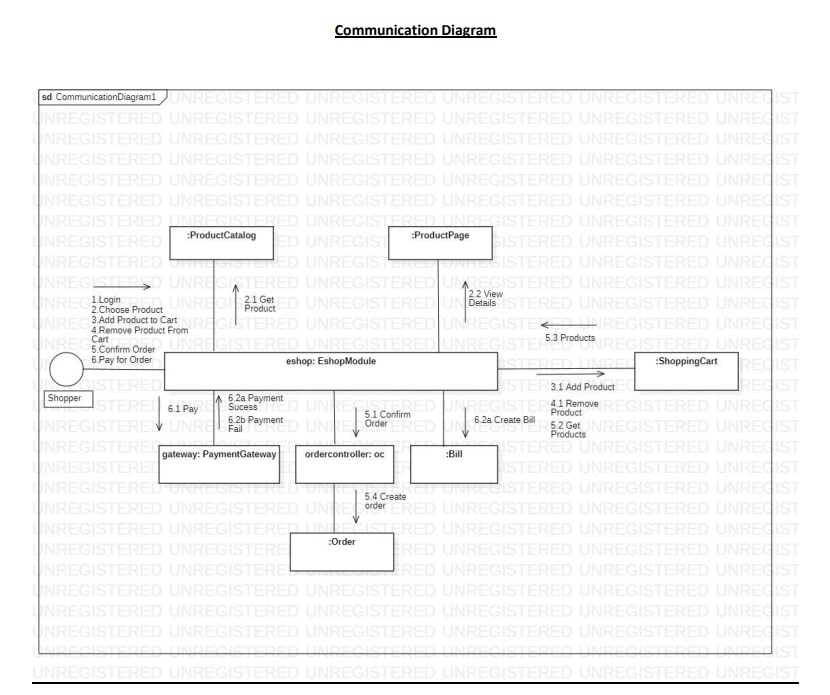 Communication Diagram
sd CommunicationDiagram1
:ProductCatalog
:ProductPage
1.Login
2.Choose Product
3.Add Product to Cart
4.Remove Product From
Cart
5.Confirm Order
6.Pay for Order
2.1 Get
Product
2.2 View
Details
5.3 Products
Shopper
eshop: EshopModule
:ShoppingCart
3.1 Add Product
4.1 Remove
Product
5.2 Get
Products
6.1 Pay
6.2a Payment
Sucess
6.2b Payment
Fail
5.1 Confirm
Order
6.2a Create Bill
gateway: PaymentGateway
ordercontroller: oc
:Bill
5.4 Create
order
:Order
UNREGISTERED UNREGISTERED UNREGISTERED UNREGISTERED UNREGISTERED UNREGIST